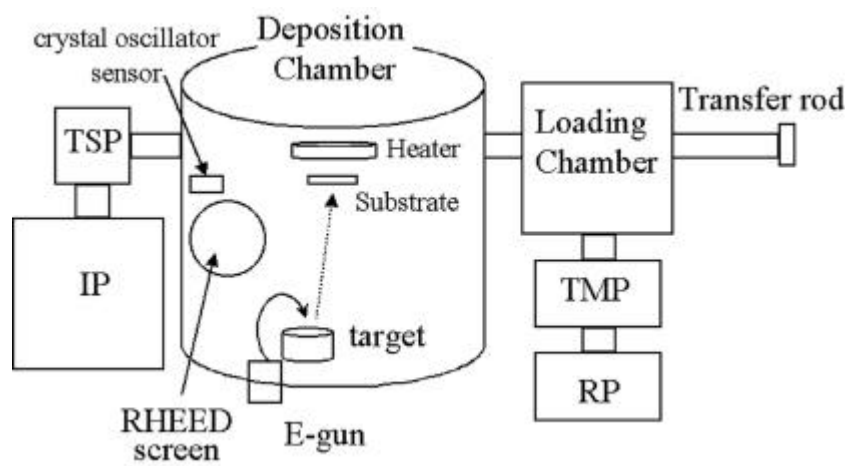 crystal oscillator
sensor
Deposition
Chamber
TSP
Heater
Substrate
Loading
Chamber
Transfer rod
IP
target
TMP
RP
RHEED
screen
E-gun